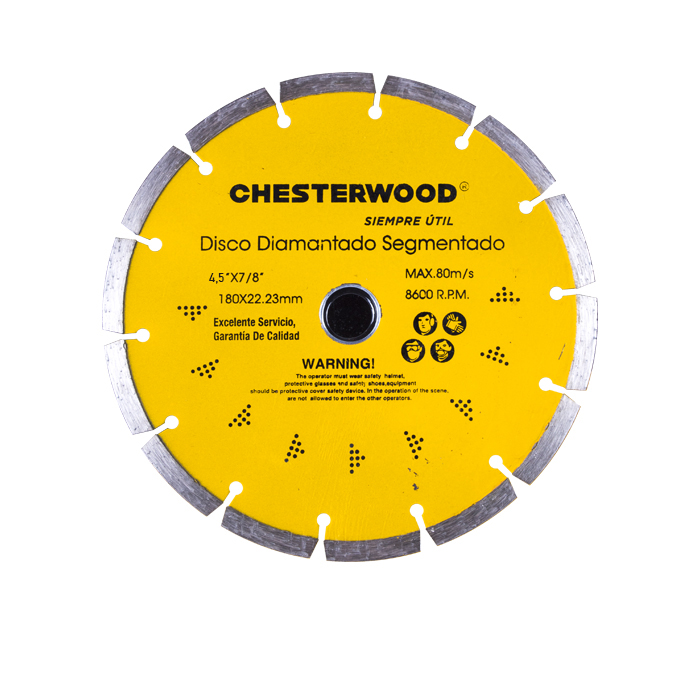 CHESTERWOOD®
SIEMPRE ÚTIL
Disco Diamantado Segmentado
4,5"X7/8"
180X22.23mm
MAX.80m/s
8600 R.P.M.
Excelente Servicio,
Garantía De Calidad
WARNING!
The operator must wear safety helmet,
protective glasses and safety shoes,equipment
should be protective cover safety device. In the operation of the scene,
are not allowed to enter the other operators.